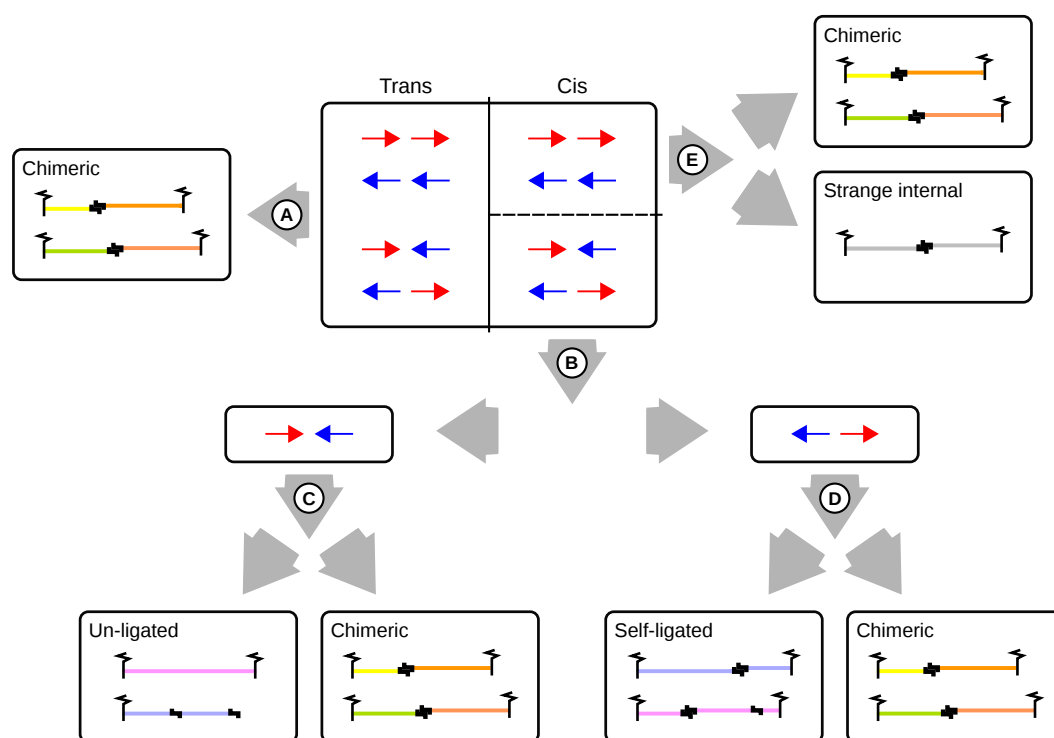 Trans Cis
Chimeric
E
Chimeric
A
Strange internal
B
C
D
Un-ligated
Chimeric
Self-ligated
Chimeric